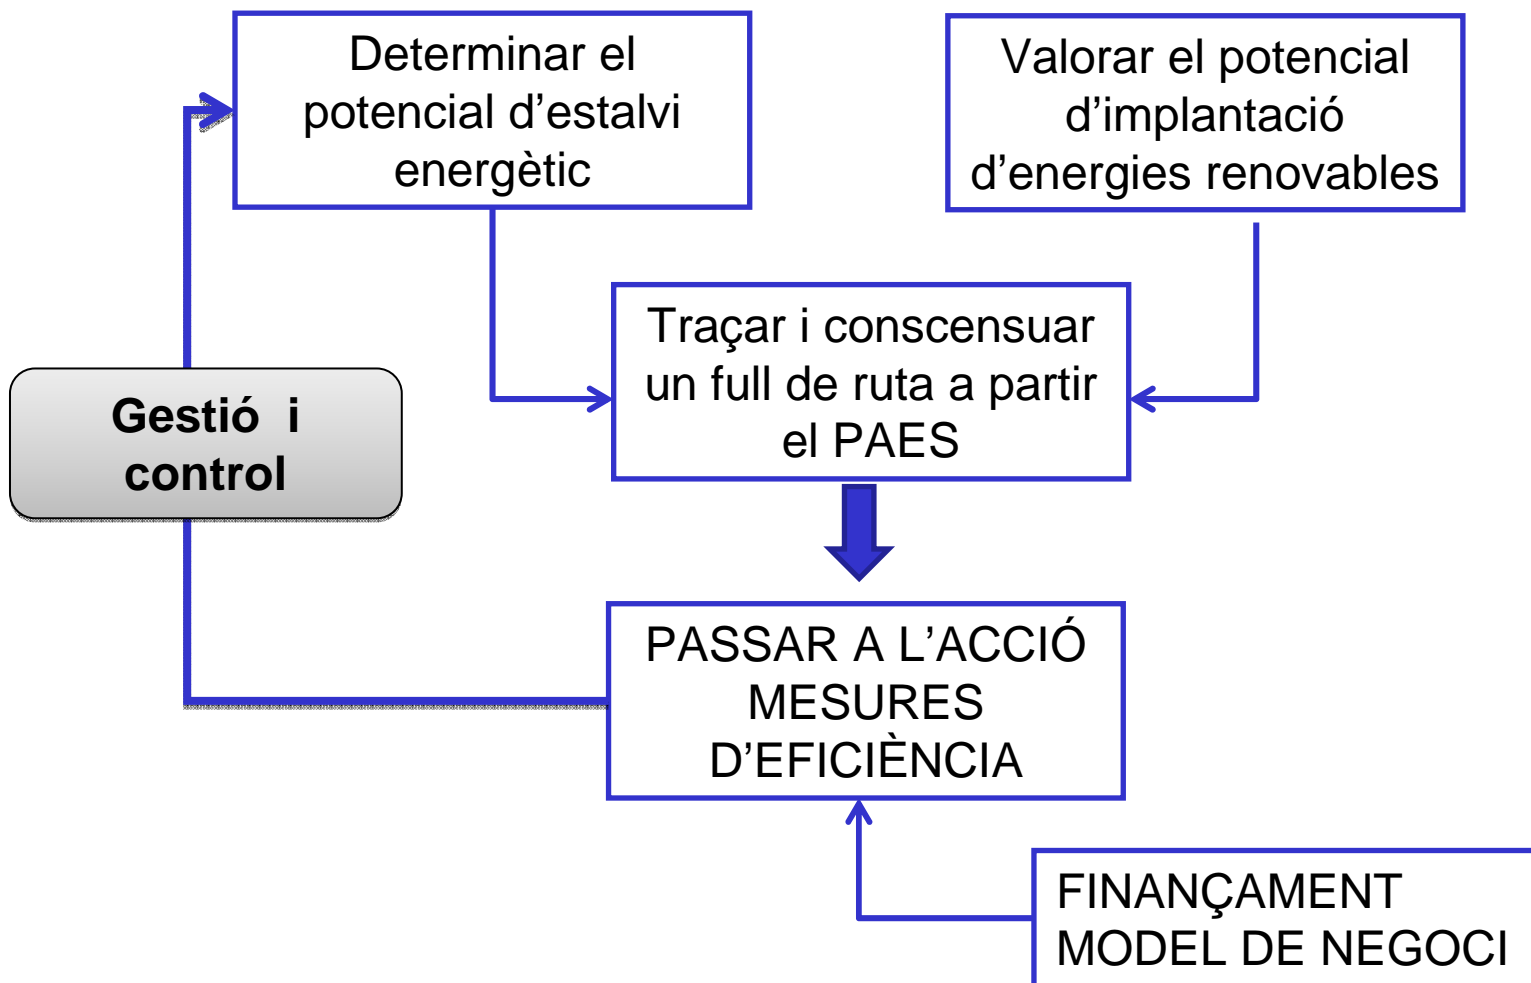 Determinar el
potencial d’estalvi
energètic
Valorar el potencial
d’implantació
d’energies renovables
Traçar i conscensuar
un full de ruta a partir
el PAES
Gestió i
control
PASSAR A L’ACCIÓ
MESURES
D’EFICIÈNCIA
FINANÇAMENT
MODEL DE NEGOCI